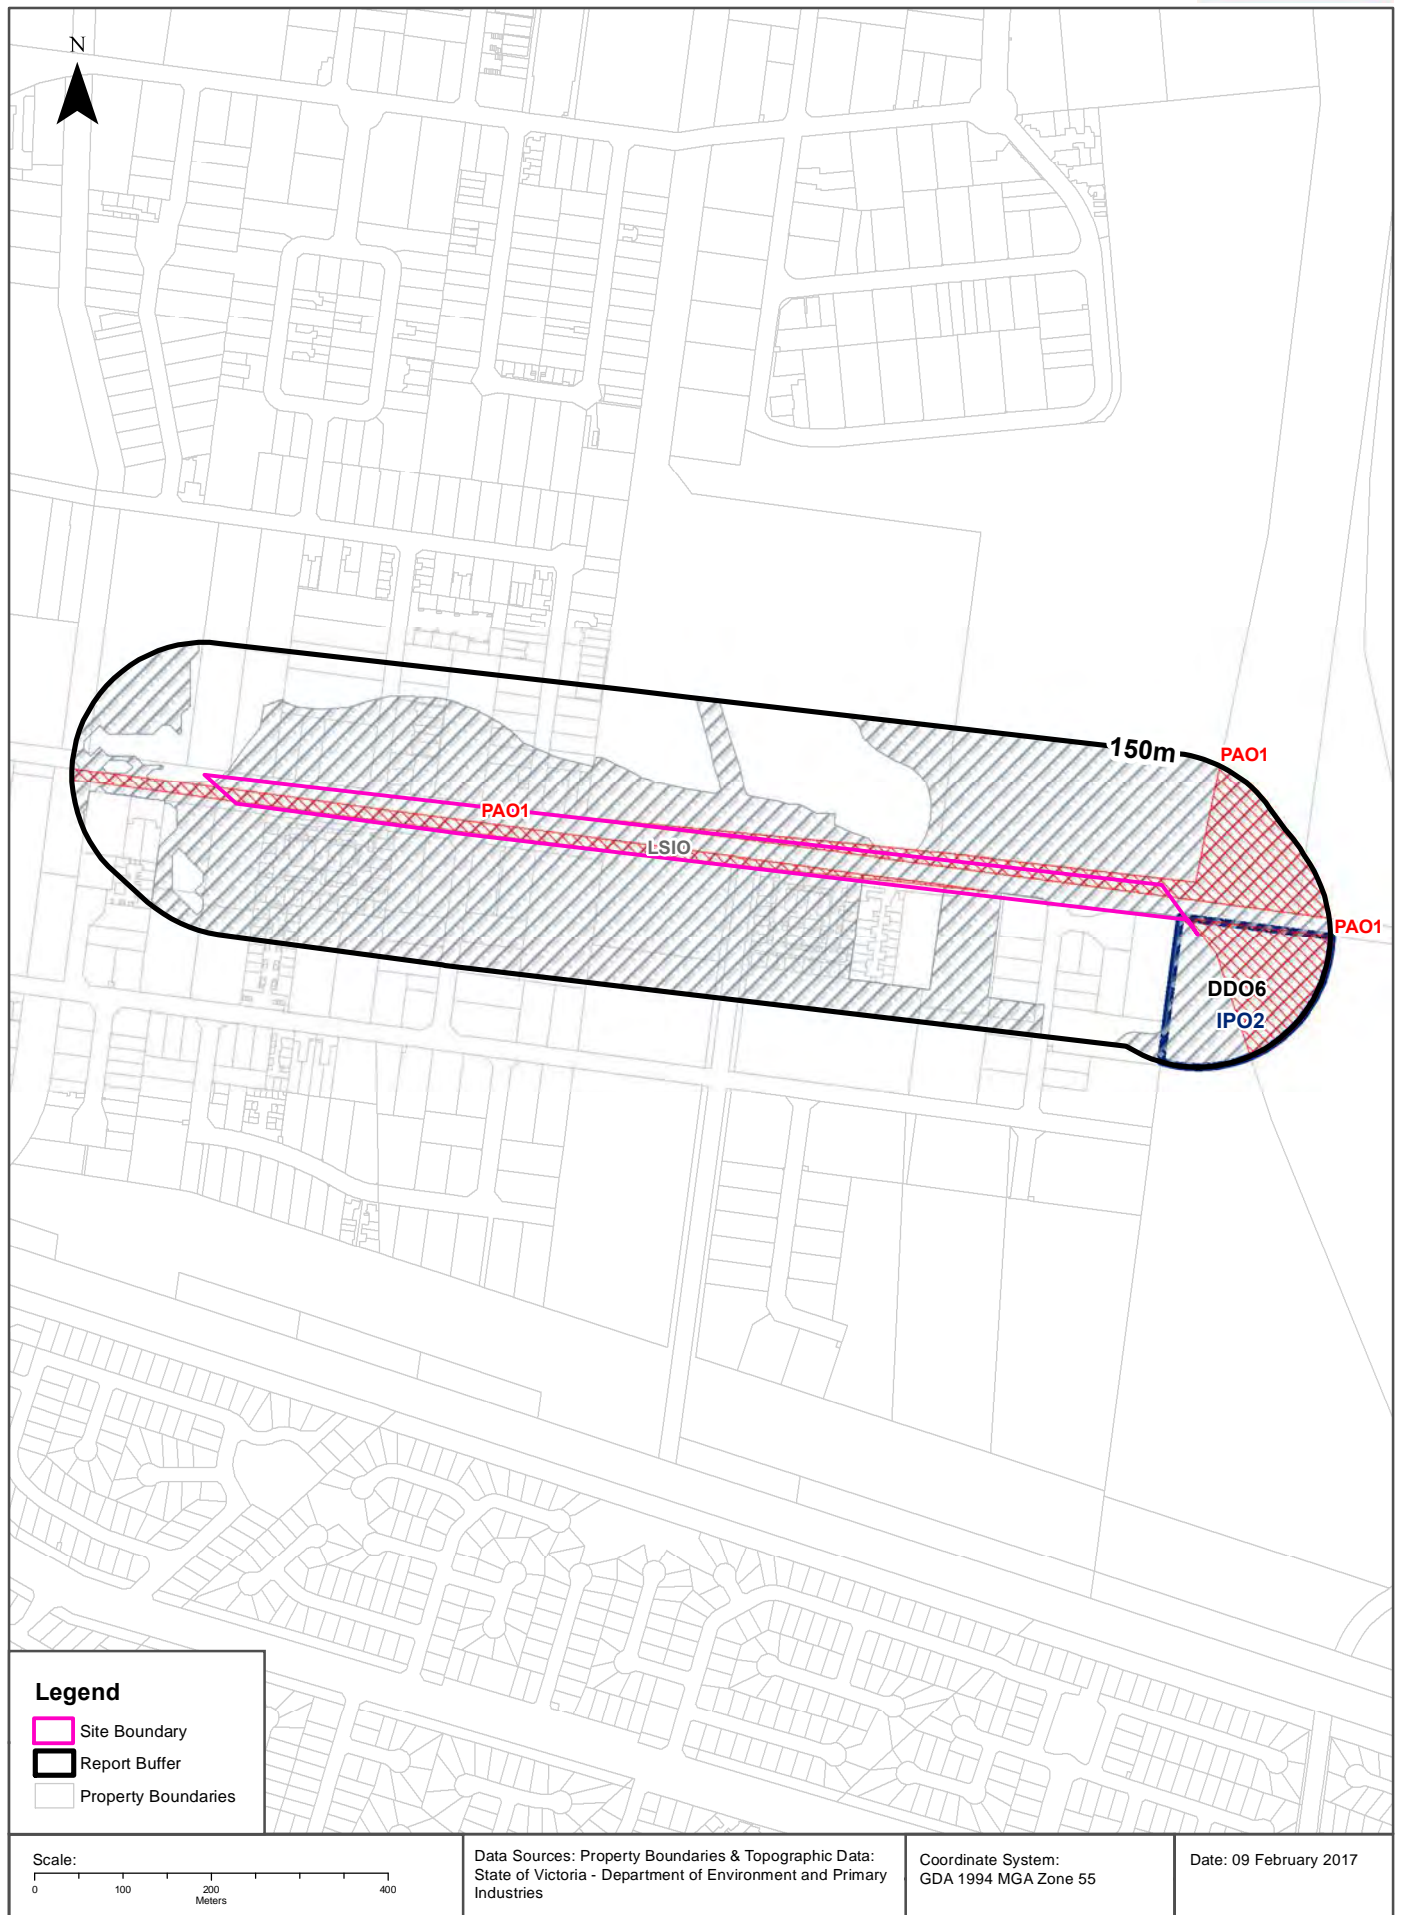 N
150m
PAO1
PAO1
LSIO
PAO1
DDO6
IPO2
Legend
Site Boundary
Report Buffer
Property Boundaries
Scale:
0 100 200 400
Meters
Data Sources: Property Boundaries & Topographic Data:
State of Victoria - Department of Environment and Primary
Industries
Coordinate System:
GDA 1994 MGA Zone 55
Date: 09 February 2017